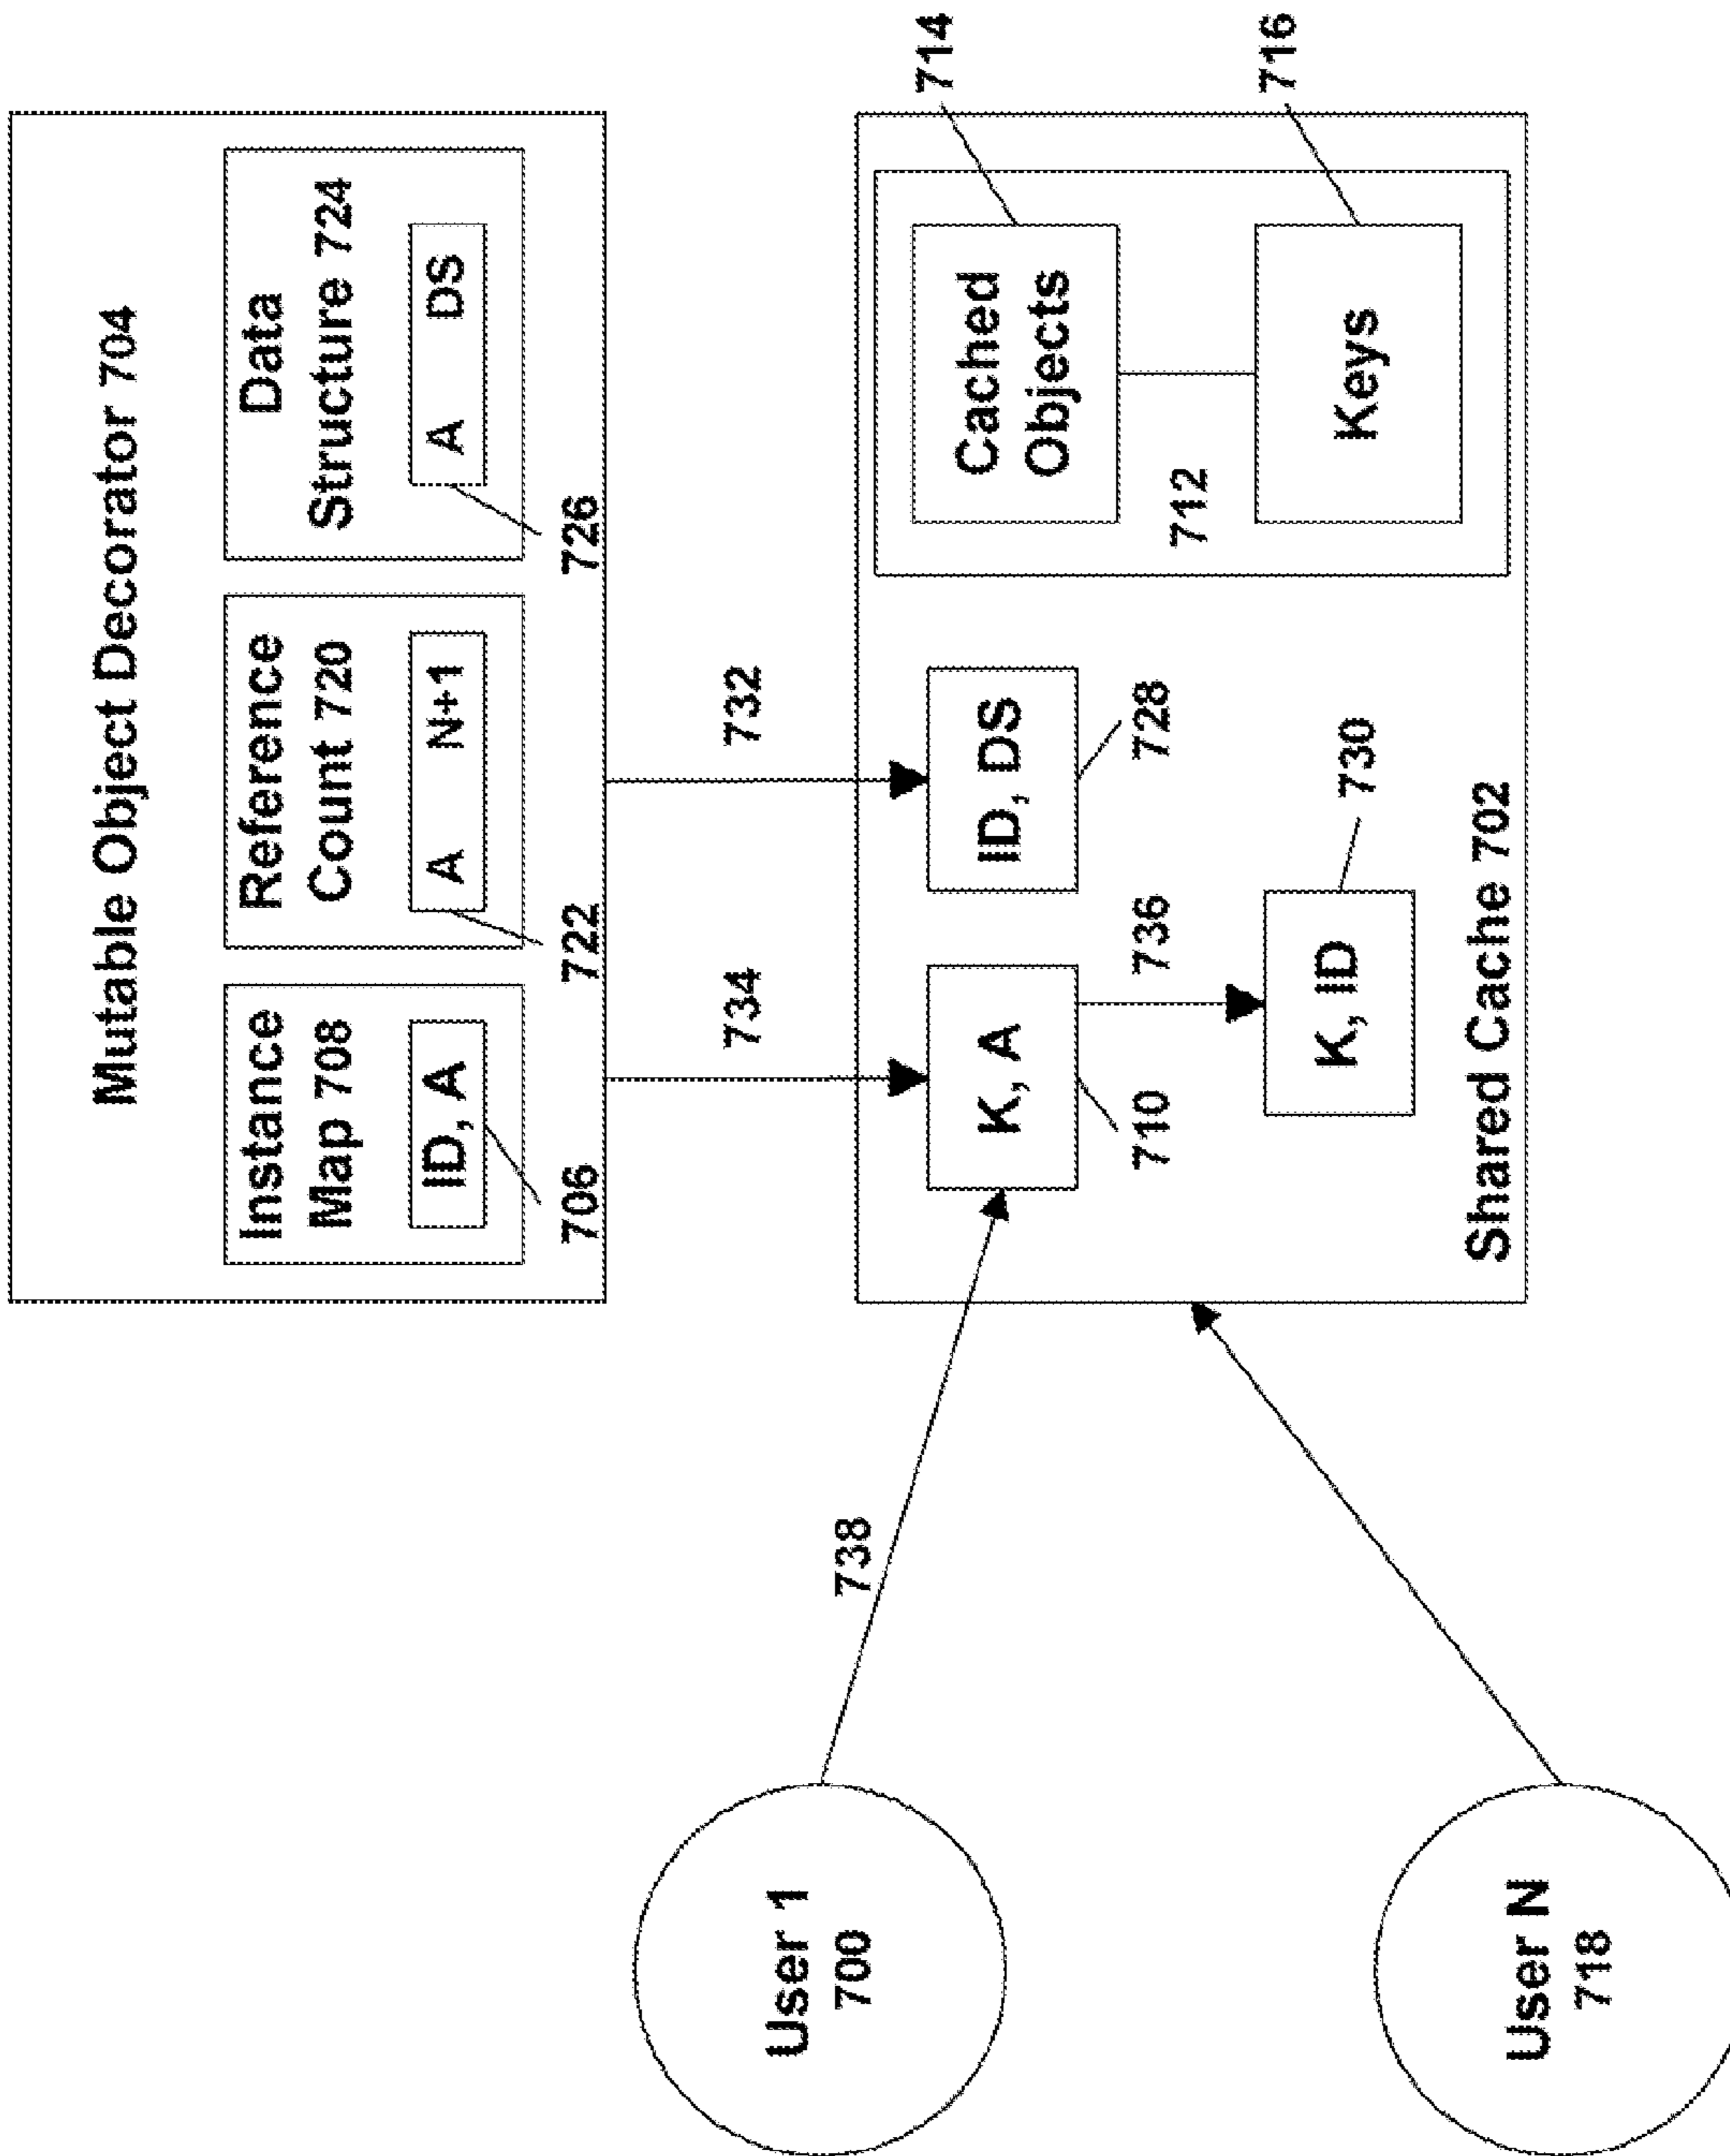 Mutable Object Decorator 704
Instance
Map 708
ID, A
706
Reference
Count 720
A N+1
722
Data
Structure 724
A DS
726
734
732
738
K, A
710
736
ID, DS
728
K, ID
730
Cached
Objects
714
712
Keys
716
Shared Cache 702
User 1
700
User N
718